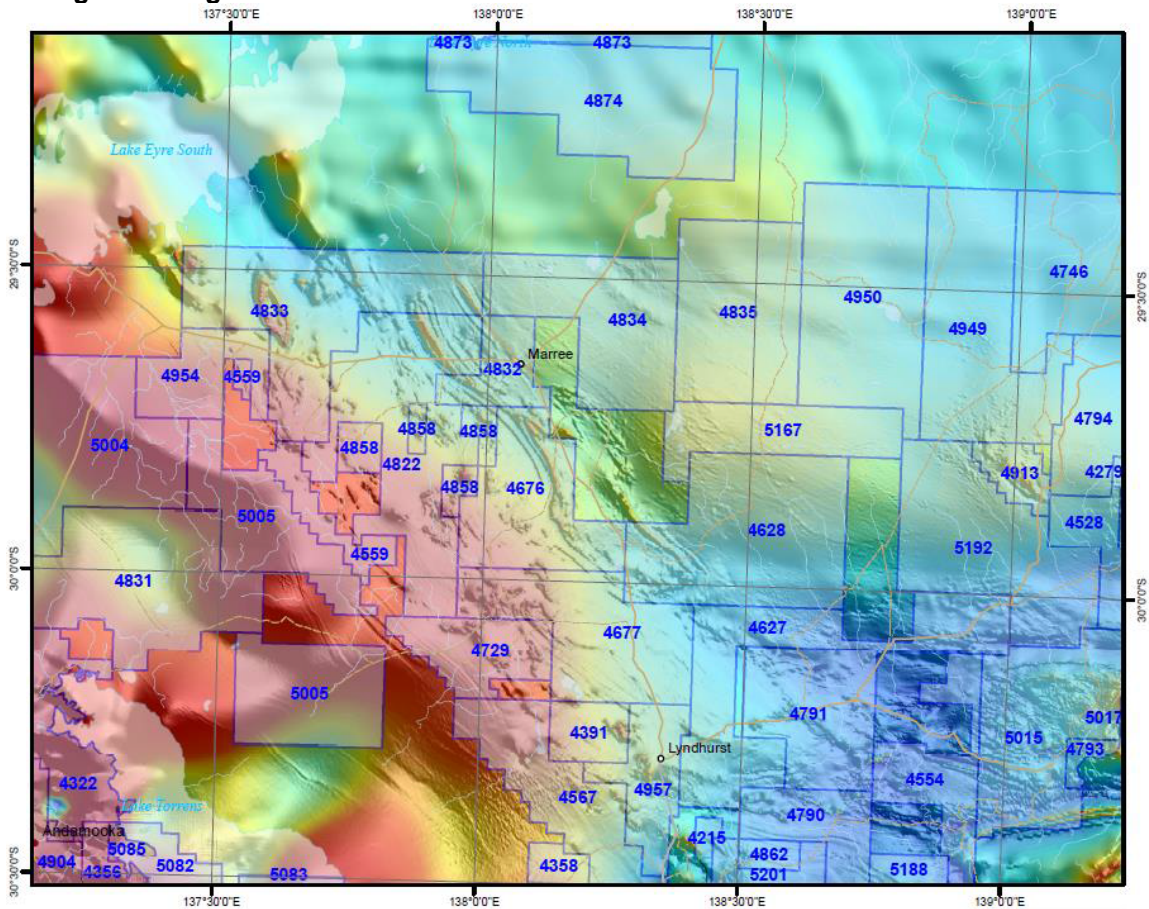 137°30'0"E 138°0'0"E 138°30'0"E 139°0'0"E
4873 4873
4874
Lake Eyre South
29°30'0"S
4746
4833 4834 4835 4950
4949
29°30'0"S
Marree
4832
4954 4559
4794
5004 4858 4858 4858 5167
4822
4858 4676 4913 4279
5005 4628 4528
4559 5192
30°0'0"S
4831
30°0'0"S
4677 4627
4729
5005 4791
4391 5017
5015
Lyndhurst 4793
4322 4567 4957 4554
Lake Torrens 4790
Andamooka 4215
5085
4904 4356 5082 4358 4862 5188
5083 5201
30°30'0"S
137°30'0"E 138°0'0"E 138°30'0"E 139°0'0"E